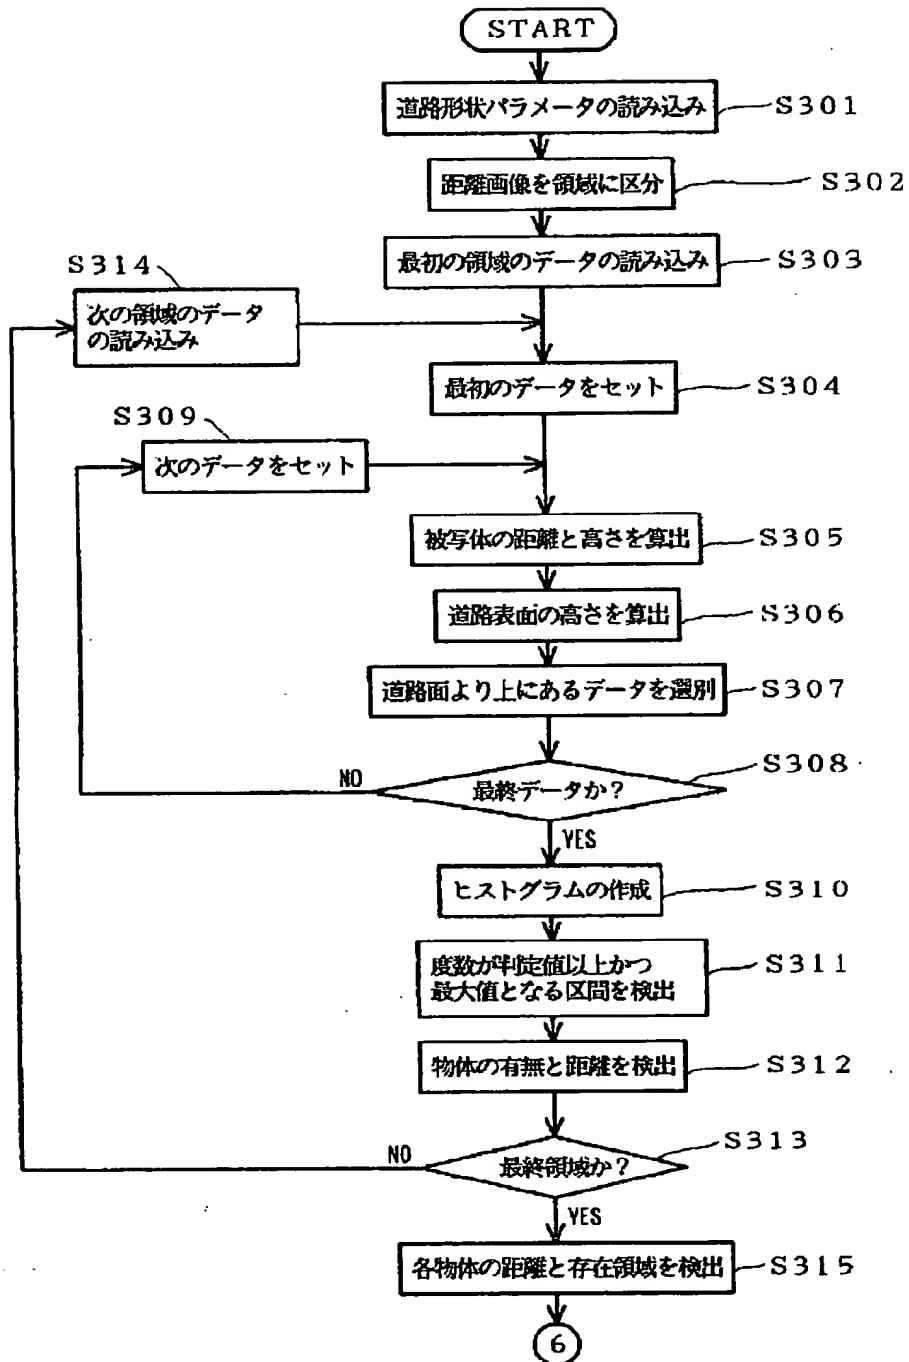 START
道路形状パラメータの読み込み
S301
距離画像を領域に区分
S302
最初の領域のデータの読み込み
S303
S314
次の領域のデータ
の読み込み
最初のデータをセット
S304
S309
次のデータをセット
被写体の距離と高さを算出
S305
道路表面の高さを算出
S306
道路面より上にあるデータを選別
S307
S308
NO
最終データか?
YES
ヒストグラムの作成
S310
度数が判定値以上かつ
最大値となる区間を検出
S311
物体の有無と距離を検出
S312
S313
NO
最終領域か?
YES
各物体の距離と存在領域を検出
S315
6